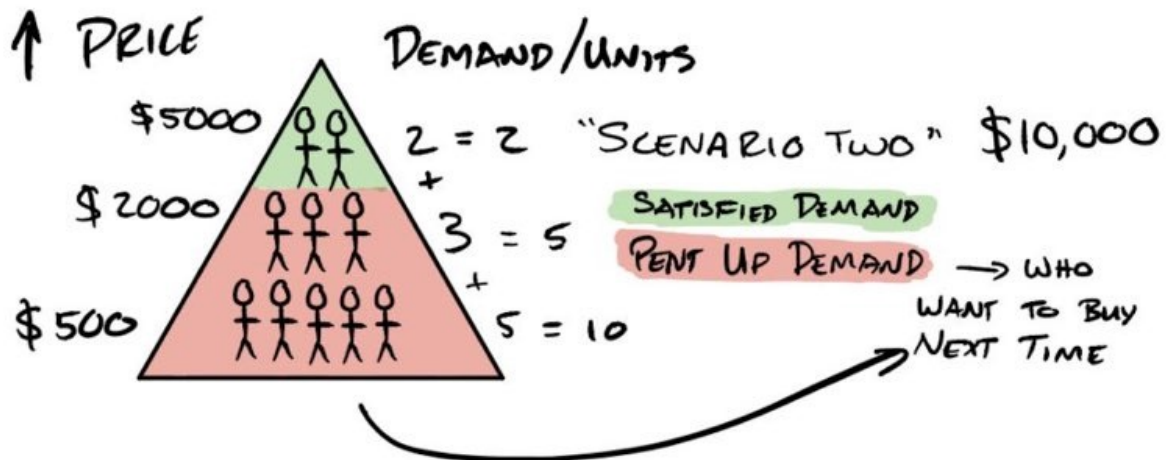 ↑ PRICE DEMAND/UNITS
$5000 2 = 2 "SCENARIO TWO" $10,000
+
$2000 3 = 5 SATISFIED DEMAND
PENT UP DEMAND → WHO
+
WANT TO BUY
$500 5 = 10 NEXT TIME